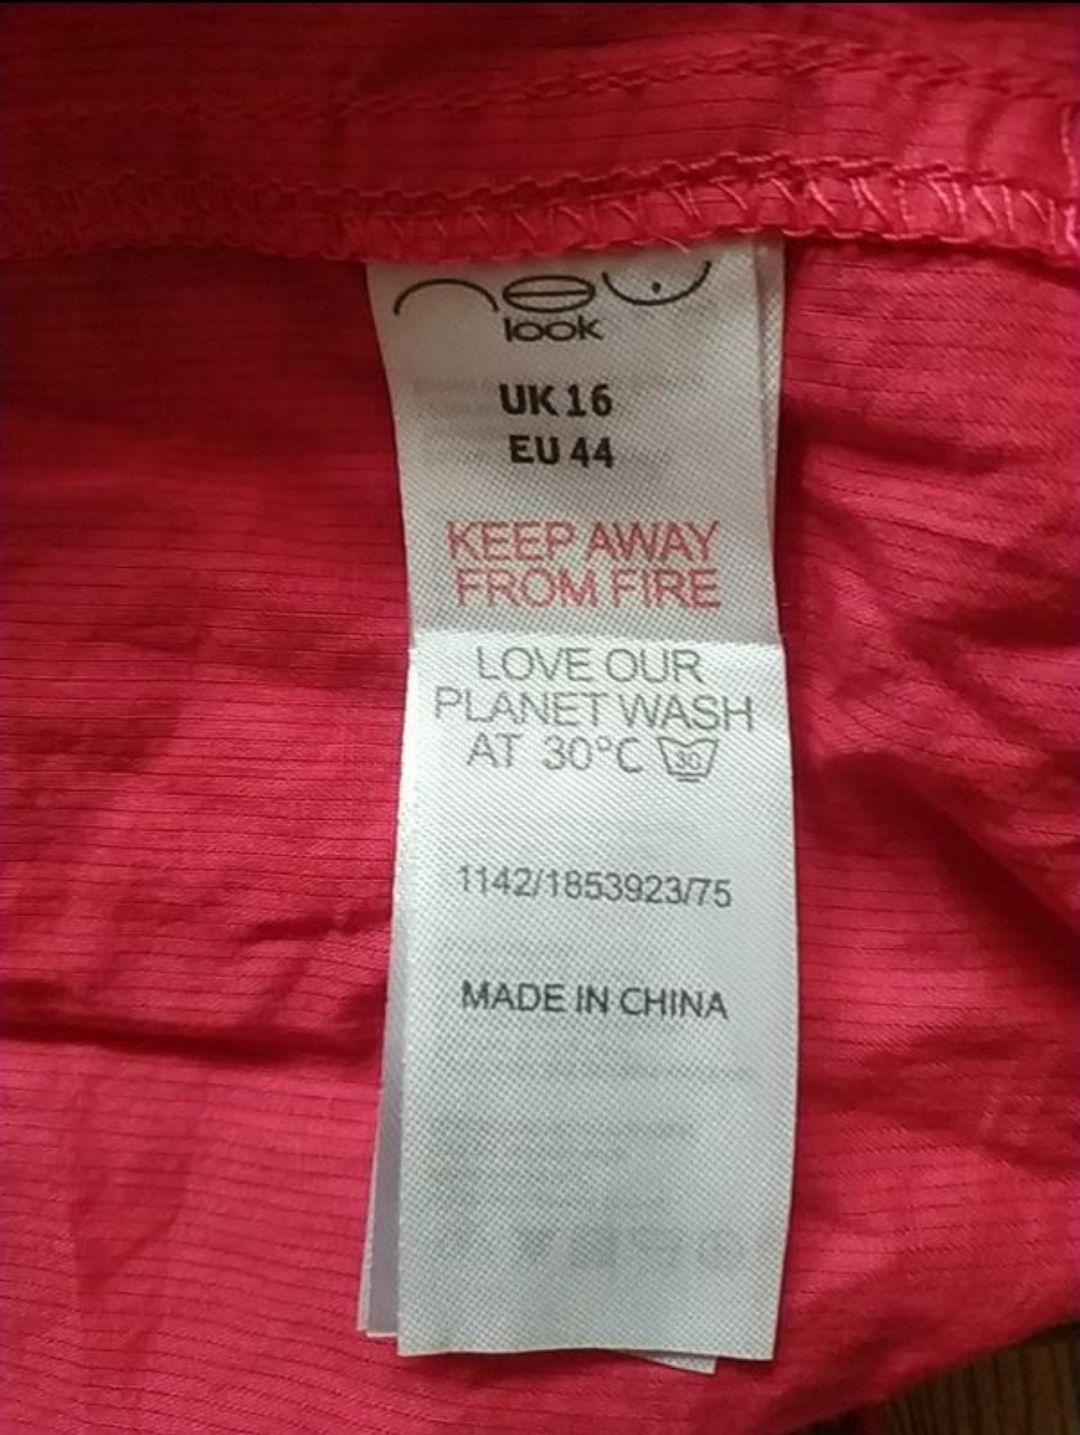 new
look
UK 16
EU 44
KEEP AWAY
FROM FIRE
LOVE OUR
PLANET WASH
AT 30°C 30
1142/1853923/75
MADE IN CHINA